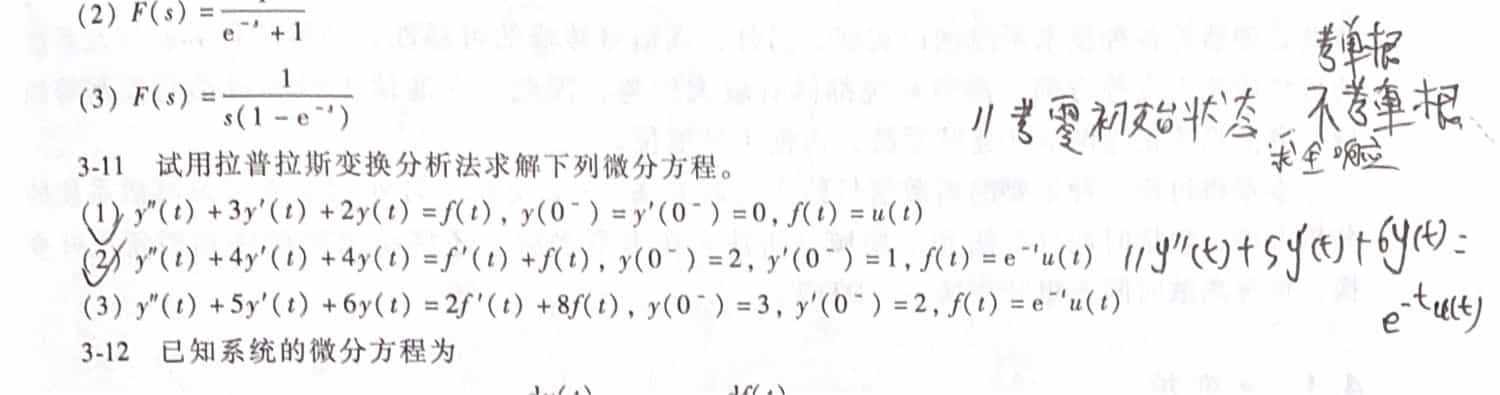 (2) F(s) = 1/(e⁻ˢ + 1)
考单根
(3) F(s) = 1/(s(1 - e⁻ˢ))
// 考零初始状态 不考重根
求全响应
3-11 试用拉普拉斯变换分析法求解下列微分方程。
(1) y″(t) + 3y′(t) + 2y(t) = f(t), y(0⁻) = y′(0⁻) = 0, f(t) = u(t)
(2) y″(t) + 4y′(t) + 4y(t) = f′(t) + f(t), y(0⁻) = 2, y′(0⁻) = 1, f(t) = e⁻ᵗu(t) // y″(t) + 5y′(t) + 6y(t) =
(3) y″(t) + 5y′(t) + 6y(t) = 2f′(t) + 8f(t), y(0⁻) = 3, y′(0⁻) = 2, f(t) = e⁻ᵗu(t)
e⁻ᵗu(t)
3-12 已知系统的微分方程为